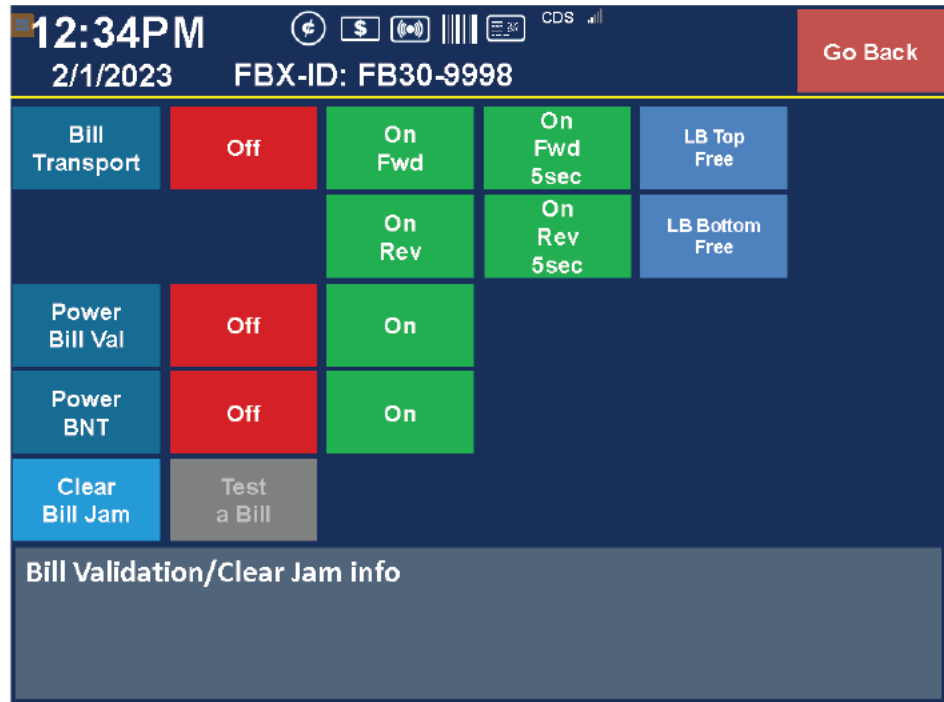 12:34PM
¢ $ CDS
Go Back
2/1/2023 FBX-ID: FB30-9998
Bill
Transport
Off
On
Fwd
On
Fwd
5sec
LB Top
Free
On
Rev
On
Rev
5sec
LB Bottom
Free
Power
Bill Val
Off
On
Power
BNT
Off
On
Clear
Bill Jam
Test
a Bill
Bill Validation/Clear Jam info